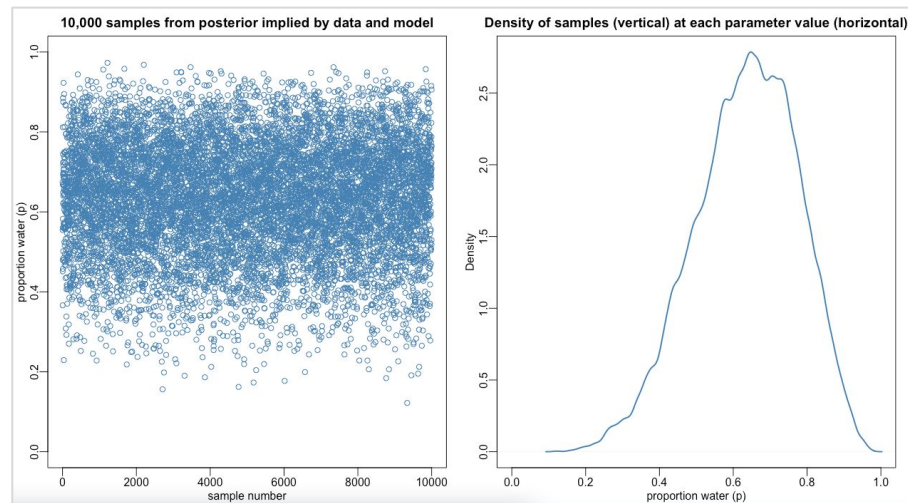 10,000 samples from posterior implied by data and model
proportion water (p)
1.0
0.8
0.6
0.4
0.2
0.0
0 2000 4000 6000 8000 10000
sample number
Density of samples (vertical) at each parameter value (horizontal)
Density
2.5
2.0
1.5
1.0
0.5
0.0
0.0 0.2 0.4 0.6 0.8 1.0
proportion water (p)